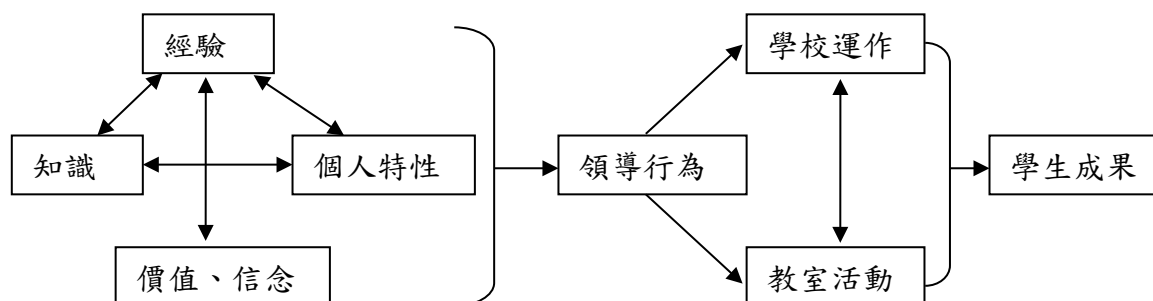 經驗
學校運作
知識
個人特性
領導行為
學生成果
價值、信念
教室活動